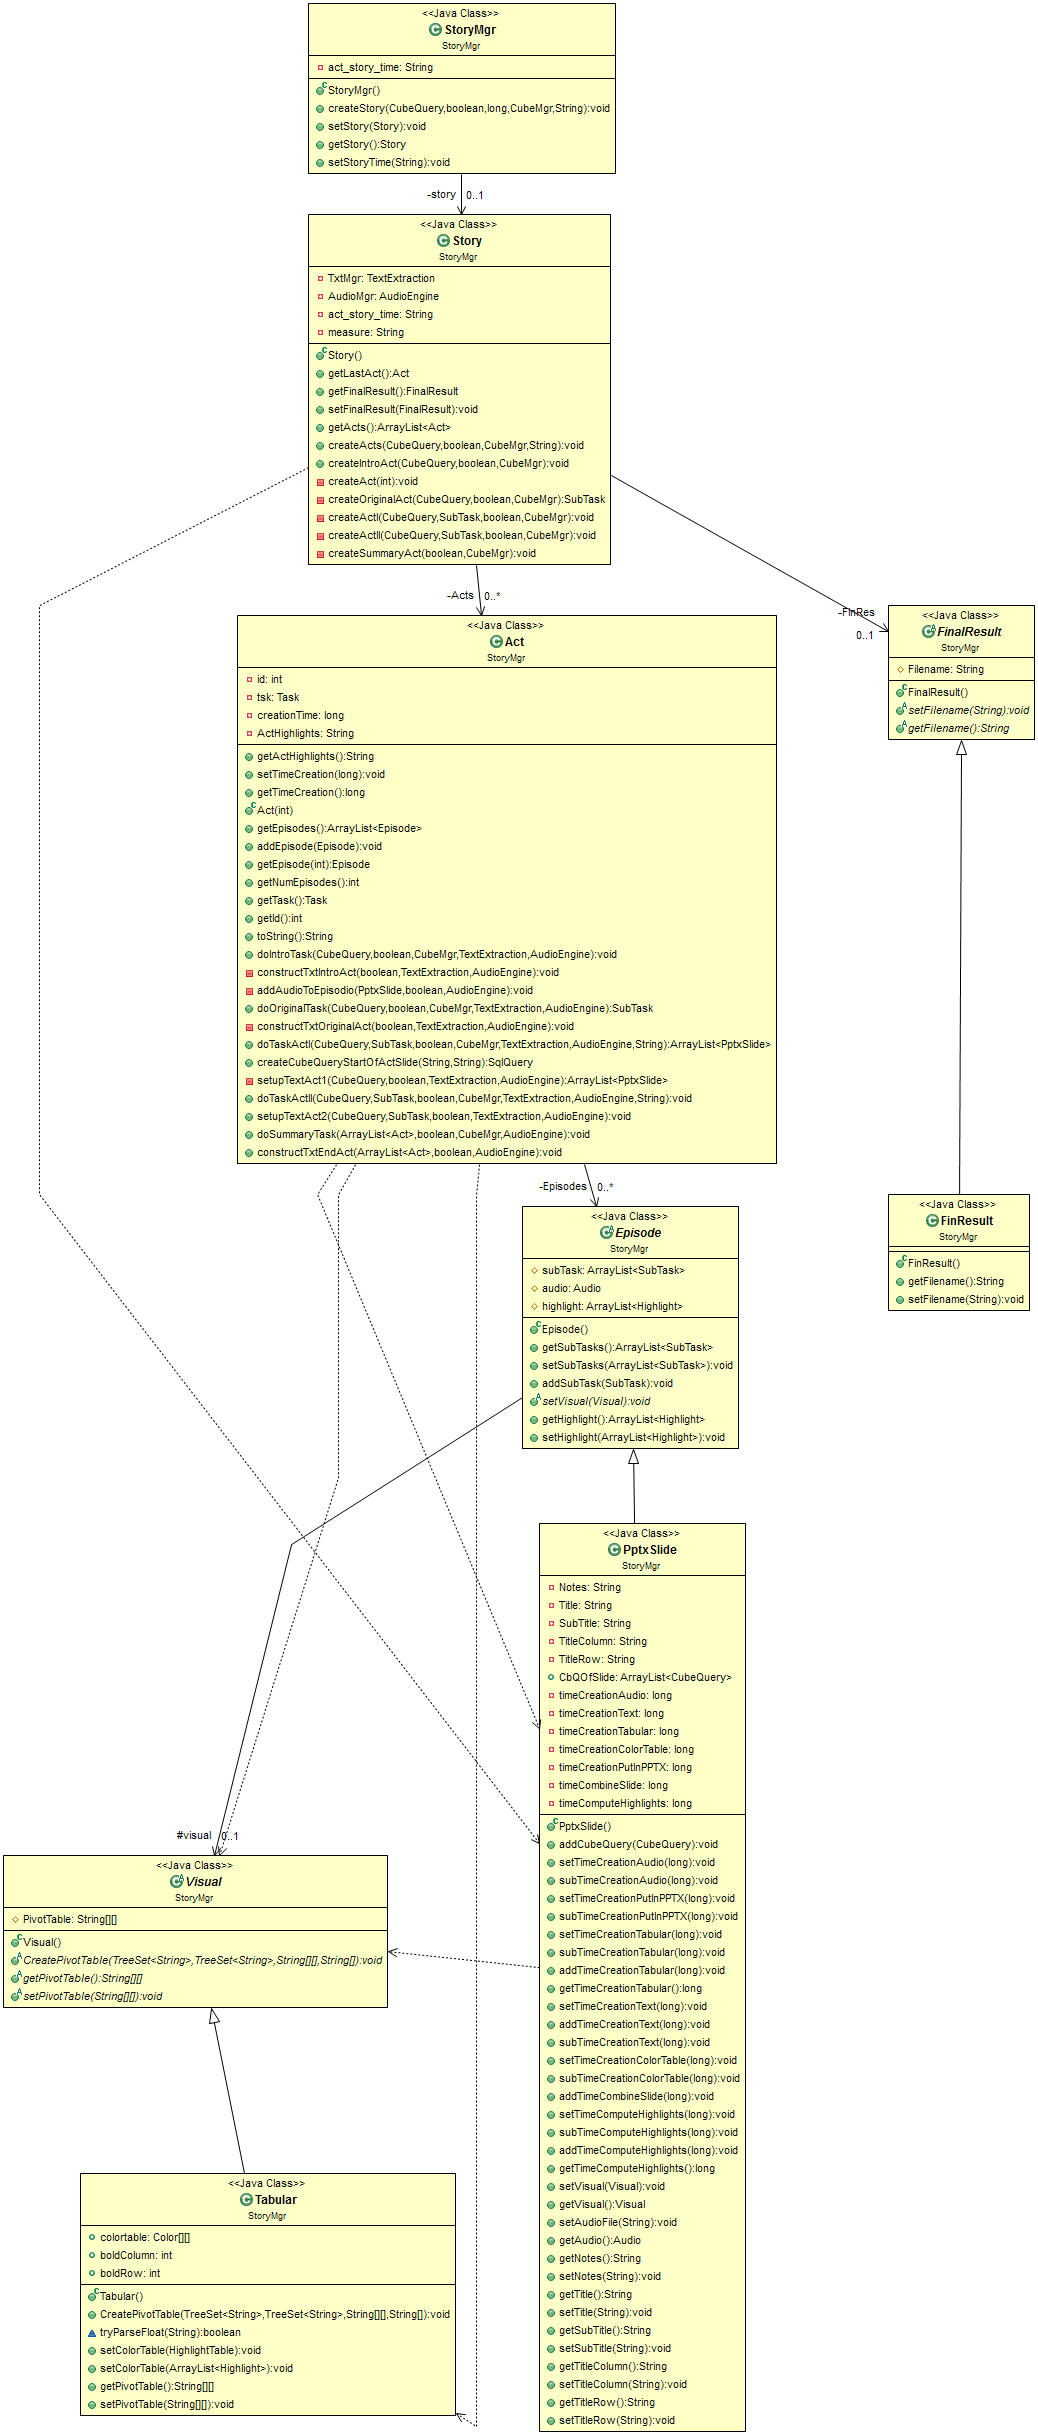 <<Java Class>>
StoryMgr
StoryMgr
act_story_time: String
StoryMgr()
createStory(CubeQuery,boolean,long,CubeMgr,String):void
setStory(Story):void
getStory():Story
setStoryTime(String):void
-story 0..1
<<Java Class>>
Story
StoryMgr
TxtMgr: TextExtraction
AudioMgr: AudioEngine
act_story_time: String
measure: String
Story()
getLastAct():Act
getFinalResult():FinalResult
setFinalResult(FinalResult):void
getActs():ArrayList<Act>
createActs(CubeQuery,boolean,CubeMgr,String):void
createIntroAct(CubeQuery,boolean,CubeMgr):void
createAct(int):void
createOriginalAct(CubeQuery,boolean,CubeMgr):SubTask
createActI(CubeQuery,SubTask,boolean,CubeMgr):void
createActII(CubeQuery,SubTask,boolean,CubeMgr):void
createSummaryAct(boolean,CubeMgr):void
-Acts 0..*
-FinRes
0..1
<<Java Class>>
FinalResult
StoryMgr
Filename: String
FinalResult()
setFilename(String):void
getFilename():String
<<Java Class>>
Act
StoryMgr
id: int
tsk: Task
creationTime: long
ActHighlights: String
getActHighlights():String
setTimeCreation(long):void
getTimeCreation():long
Act(int)
getEpisodes():ArrayList<Episode>
addEpisode(Episode):void
getEpisode(int):Episode
getNumEpisodes():int
getTask():Task
getId():int
toString():String
doIntroTask(CubeQuery,boolean,CubeMgr,TextExtraction,AudioEngine):void
constructTxtIntroAct(boolean,TextExtraction,AudioEngine):void
addAudioToEpisodio(PptxSlide,boolean,AudioEngine):void
doOriginalTask(CubeQuery,boolean,CubeMgr,TextExtraction,AudioEngine):SubTask
constructTxtOriginalAct(boolean,TextExtraction,AudioEngine):void
doTaskActI(CubeQuery,SubTask,boolean,CubeMgr,TextExtraction,AudioEngine,String):ArrayList<PptxSlide>
createCubeQueryStartOfActSlide(String,String):SqlQuery
setupTextAct1(CubeQuery,boolean,TextExtraction,AudioEngine):ArrayList<PptxSlide>
doTaskActII(CubeQuery,SubTask,boolean,CubeMgr,TextExtraction,AudioEngine,String):void
setupTextAct2(CubeQuery,SubTask,boolean,TextExtraction,AudioEngine):void
doSummaryTask(ArrayList<Act>,boolean,CubeMgr,AudioEngine):void
constructTxtEndAct(ArrayList<Act>,boolean,AudioEngine):void
-Episodes 0..*
<<Java Class>>
FinResult
StoryMgr
FinResult()
getFilename():String
setFilename(String):void
<<Java Class>>
Episode
StoryMgr
subTask: ArrayList<SubTask>
audio: Audio
highlight: ArrayList<Highlight>
Episode()
getSubTasks():ArrayList<SubTask>
setSubTasks(ArrayList<SubTask>):void
addSubTask(SubTask):void
setVisual(Visual):void
getHighlight():ArrayList<Highlight>
setHighlight(ArrayList<Highlight>):void
<<Java Class>>
PptxSlide
StoryMgr
Notes: String
Title: String
SubTitle: String
TitleColumn: String
TitleRow: String
CbQOfSlide: ArrayList<CubeQuery>
timeCreationAudio: long
timeCreationText: long
timeCreationTabular: long
timeCreationColorTable: long
timeCreationPutInPPTX: long
timeCombineSlide: long
timeComputeHighlights: long
PptxSlide()
addCubeQuery(CubeQuery):void
setTimeCreationAudio(long):void
subTimeCreationAudio(long):void
setTimeCreationPutInPPTX(long):void
subTimeCreationPutInPPTX(long):void
setTimeCreationTabular(long):void
subTimeCreationTabular(long):void
addTimeCreationTabular(long):void
getTimeCreationTabular():long
setTimeCreationText(long):void
addTimeCreationText(long):void
subTimeCreationText(long):void
setTimeCreationColorTable(long):void
subTimeCreationColorTable(long):void
addTimeCombineSlide(long):void
setTimeComputeHighlights(long):void
subTimeComputeHighlights(long):void
addTimeComputeHighlights(long):void
getTimeComputeHighlights():long
setVisual(Visual):void
getVisual():Visual
setAudioFile(String):void
getAudio():Audio
getNotes():String
setNotes(String):void
getTitle():String
setTitle(String):void
getSubTitle():String
setSubTitle(String):void
getTitleColumn():String
setTitleColumn(String):void
getTitleRow():String
setTitleRow(String):void
#visual 0..1
<<Java Class>>
Visual
StoryMgr
PivotTable: String[][]
Visual()
CreatePivotTable(TreeSet<String>,TreeSet<String>,String[][],String[]):void
getPivotTable():String[][]
setPivotTable(String[][]):void
<<Java Class>>
Tabular
StoryMgr
colortable: Color[][]
boldColumn: int
boldRow: int
Tabular()
CreatePivotTable(TreeSet<String>,TreeSet<String>,String[][],String[]):void
tryParseFloat(String):boolean
setColorTable(HighlightTable):void
setColorTable(ArrayList<Highlight>):void
getPivotTable():String[][]
setPivotTable(String[][]):void